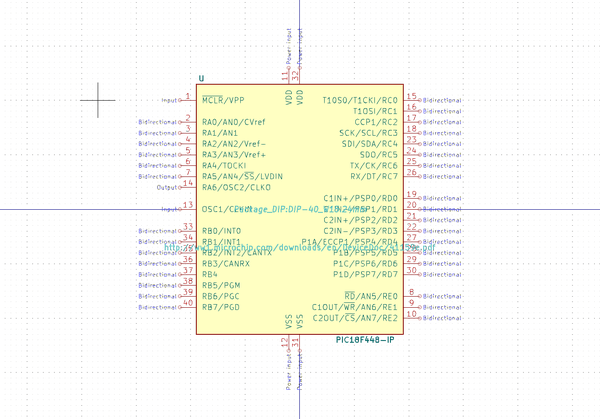 Power input
Power input
11
32
U
VDD
VDD
Input 1 MCLR/VPP
T1OSO/T1CKI/RC0 15 Bidirectional
T1OSI/RC1 16 Bidirectional
Bidirectional 2 RA0/AN0/CVref
CCP1/RC2 17 Bidirectional
Bidirectional 3 RA1/AN1
SCK/SCL/RC3 18 Bidirectional
Bidirectional 4 RA2/AN2/Vref-
SDI/SDA/RC4 23 Bidirectional
Bidirectional 5 RA3/AN3/Vref+
SDO/RC5 24 Bidirectional
Bidirectional 6 RA4/T0CKI
TX/CK/RC6 25 Bidirectional
Bidirectional 7 RA5/AN4/SS/LVDIN
RX/DT/RC7 26 Bidirectional
Output 14 RA6/OSC2/CLKO
C1IN+/PSP0/RD0 19 Bidirectional
Input 13 OSC1/
/RD1 20 Bidirectional
C2IN+/PSP2/RD2 21 Bidirectional
Bidirectional 33 RB0/INT0
C2IN-/PSP3/RD3 22 Bidirectional
Bidirectional 34 RB1/INT1
P1A/ECCP1/PSP4/RD4 27 Bidirectional
Bidirectional 35 RB2/INT2/CANTX
P1B/PSP5/RD5 28 Bidirectional
Bidirectional 36 RB3/CANRX
P1C/PSP6/RD6 29 Bidirectional
Bidirectional 37 RB4
P1D/PSP7/RD7 30 Bidirectional
Bidirectional 38 RB5/PGM
Bidirectional 39 RB6/PGC
RD/AN5/RE0 8 Bidirectional
Bidirectional 40 RB7/PGD
C1OUT/WR/AN6/RE1 9 Bidirectional
C2OUT/CS/AN7/RE2 10 Bidirectional
VSS
VSS
PIC18F448-IP
12
31
Power input
Power input